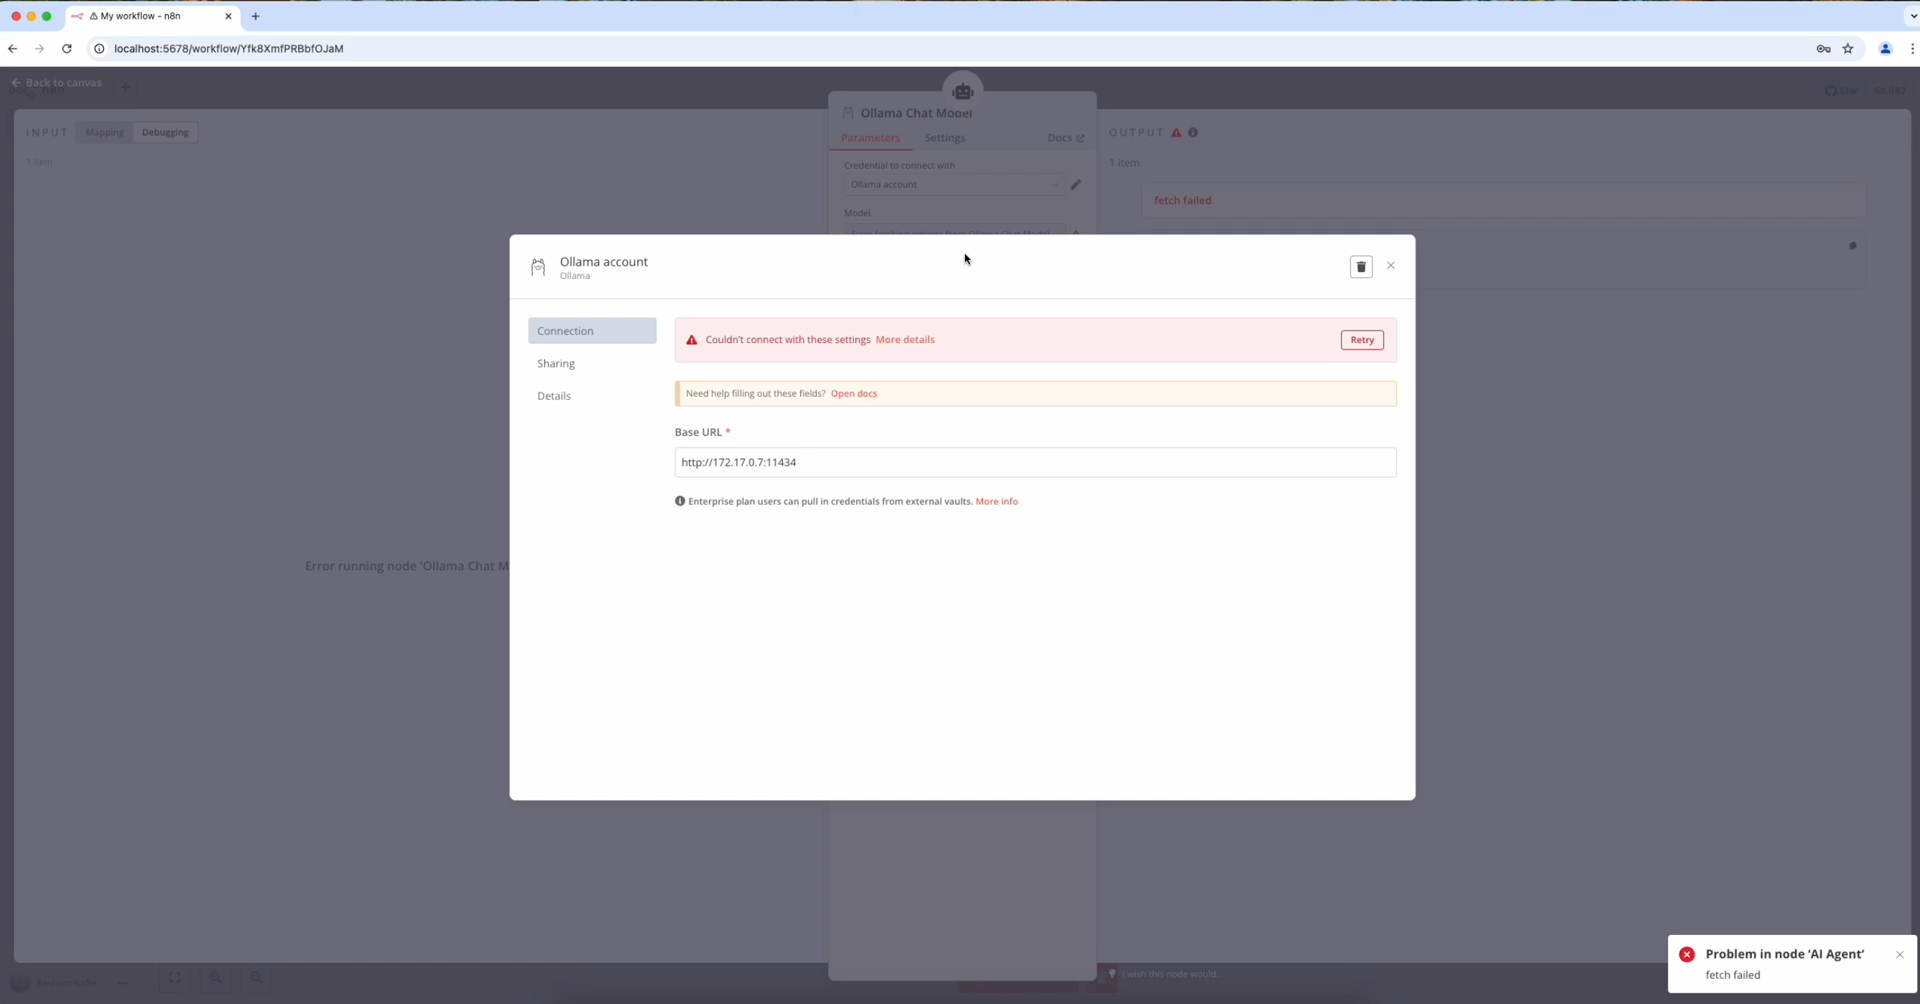 My workflow - n8n
localhost:5678/workflow/Yfk8XmfPRBbfOJaM
Back to canvas
INPUT
Mapping
Debugging
1 item
Ollama Chat Model
Parameters
Settings
Docs
Credential to connect with
Ollama account
Model
OUTPUT
1 item
fetch failed
Star
Ollama account
Ollama
Connection
Sharing
Details
Couldn't connect with these settings More details
Retry
Need help filling out these fields? Open docs
Base URL *
http://172.17.0.7:11434
Enterprise plan users can pull in credentials from external vaults. More info
Error running node 'Ollama Chat M
I wish this node would...
Problem in node 'AI Agent'
fetch failed